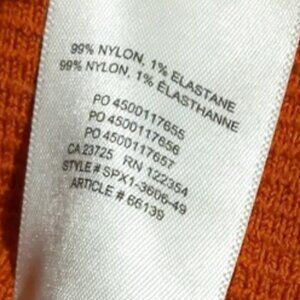 99% NYLON, 1% ELASTANE
99% NYLON, 1% ÉLASTHANNE
PO 4500117655
PO 4500117656
PO 4500117657
CA 23725 RN 122354
STYLE # SPX1-3606-49
ARTICLE # 66139